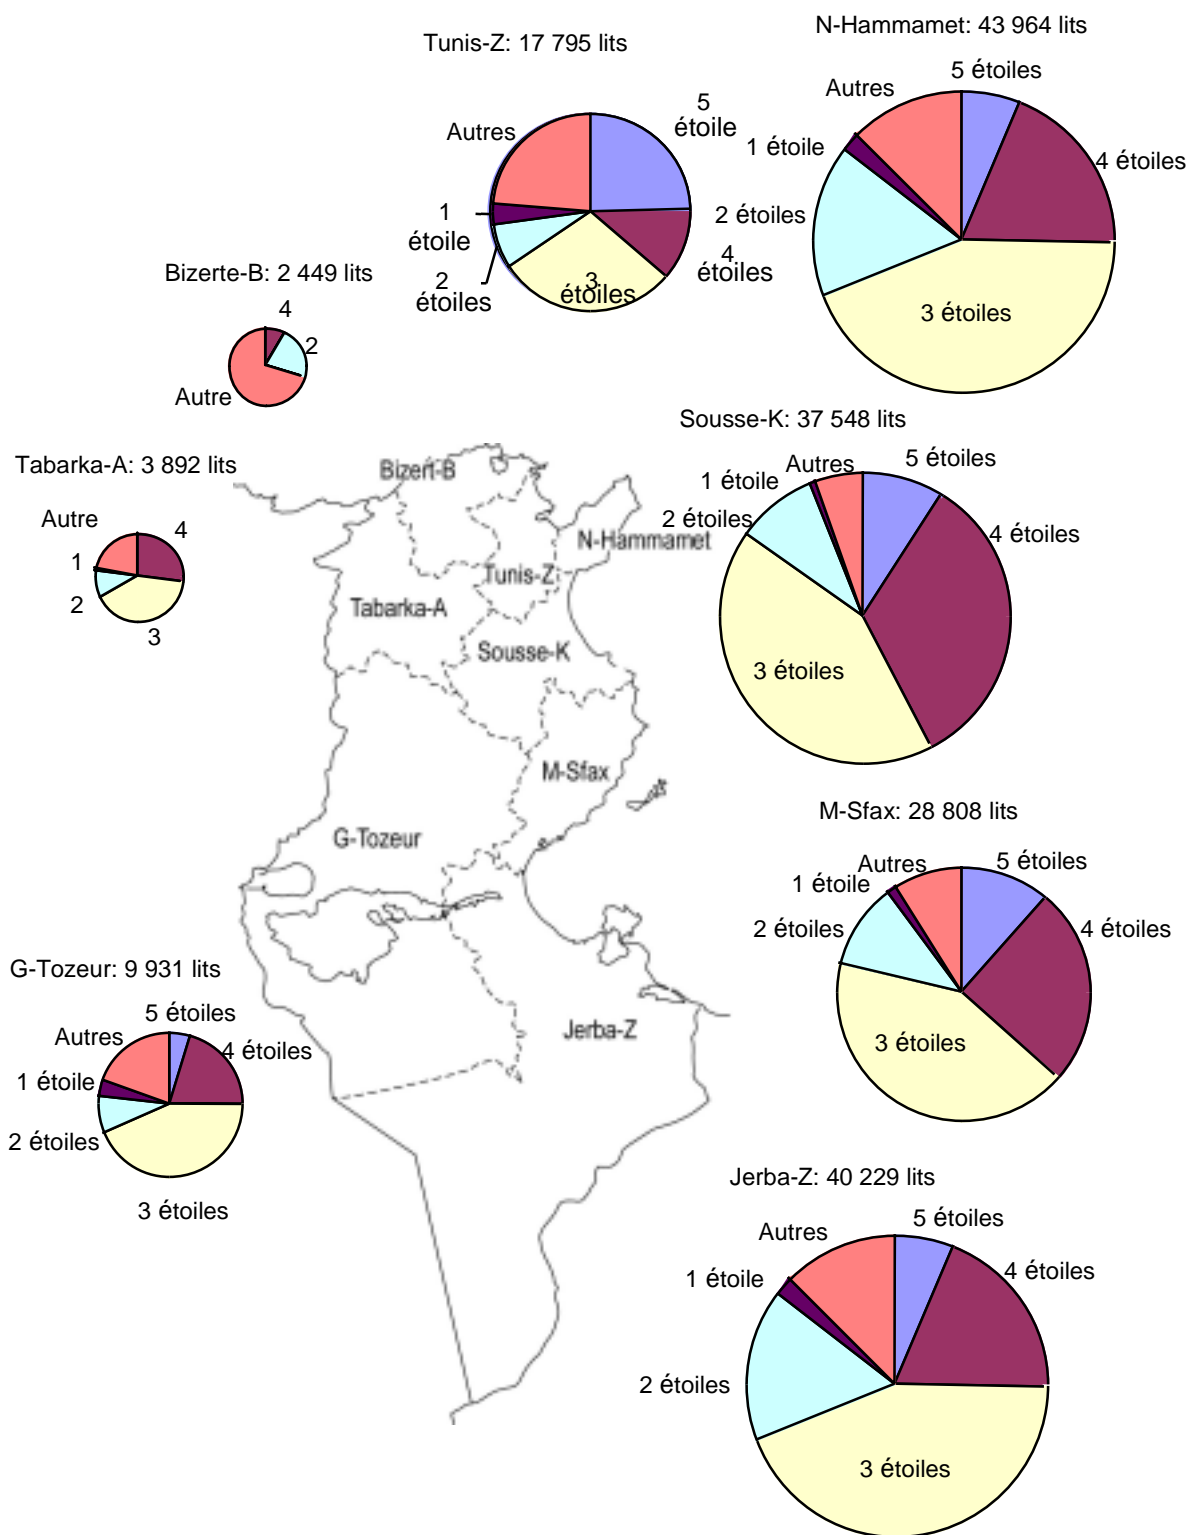 N-Hammamet: 43 964 lits
Tunis-Z: 17 795 lits
5 étoiles
Autres
1 étoile
4 étoiles
2 étoiles
3 étoiles
5
étoile
Autres
1
étoile
2
étoiles
3
étoiles
4
étoiles
Bizerte-B: 2 449 lits
4
2
Autre
Sousse-K: 37 548 lits
Autres
5 étoiles
1 étoile
2 étoiles
4 étoiles
3 étoiles
Tabarka-A: 3 892 lits
Autre
4
1
2
3
Bizert-B
N-Hammamet
Tunis-Z
Tabarka-A
Sousse-K
M-Sfax
G-Tozeur
Jerba-Z
M-Sfax: 28 808 lits
Autres
5 étoiles
1 étoile
2 étoiles
4 étoiles
3 étoiles
G-Tozeur: 9 931 lits
5 étoiles
Autres
4 étoiles
1 étoile
2 étoiles
3 étoiles
Jerba-Z: 40 229 lits
5 étoiles
Autres
4 étoiles
1 étoile
2 étoiles
3 étoiles